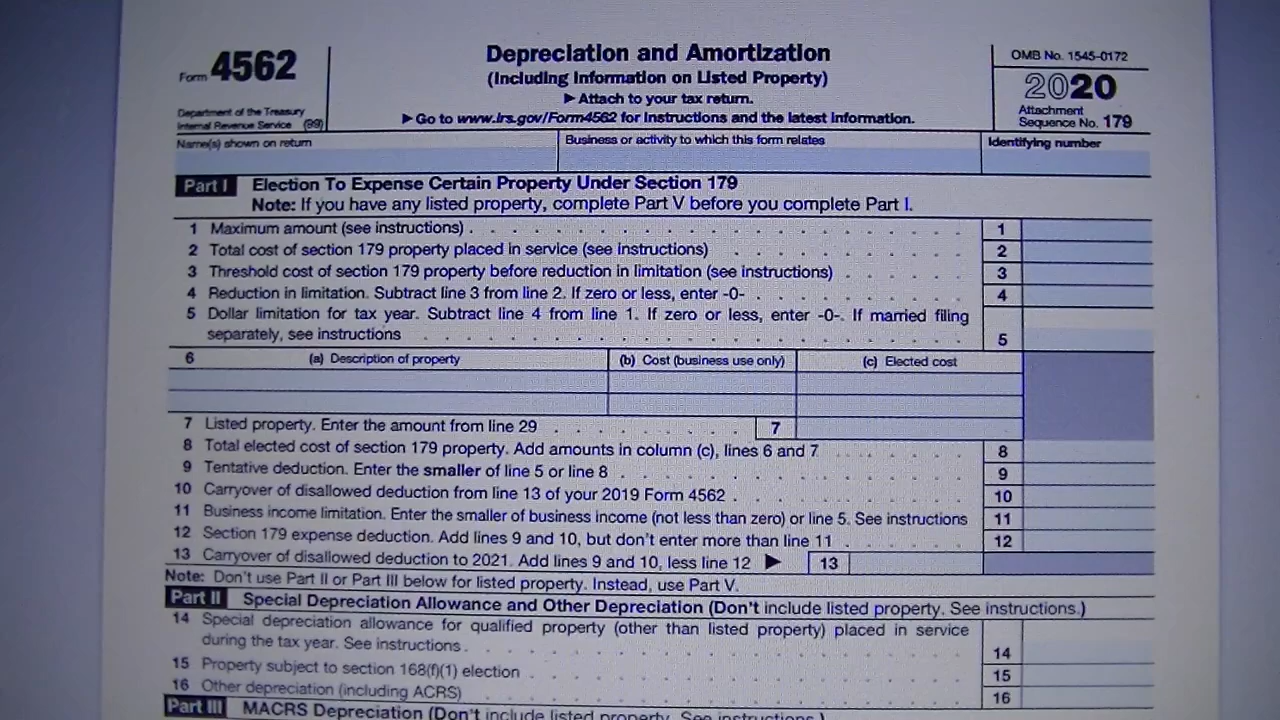 Form 4562
Department of the Treasury
Internal Revenue Service (99)
Depreciation and Amortization
(Including Information on Listed Property)
▶ Attach to your tax return.
▶ Go to www.irs.gov/Form4562 for instructions and the latest information.
OMB No. 1545-0172
2020
Attachment
Sequence No. 179
Name(s) shown on return
Business or activity to which this form relates
Identifying number
Part I Election To Expense Certain Property Under Section 179
Note: If you have any listed property, complete Part V before you complete Part I.
1 Maximum amount (see instructions) . . . . . . . . . . . . . . . . . . . . . . . 1
2 Total cost of section 179 property placed in service (see instructions) . . . . . . . . . . . 2
3 Threshold cost of section 179 property before reduction in limitation (see instructions) . . . . . . 3
4 Reduction in limitation. Subtract line 3 from line 2. If zero or less, enter -0- . . . . . . . . . . 4
5 Dollar limitation for tax year. Subtract line 4 from line 1. If zero or less, enter -0-. If married filing
separately, see instructions . . . . . . . . . . . . . . . . . . . . . . . . . 5
6 (a) Description of property (b) Cost (business use only) (c) Elected cost
7 Listed property. Enter the amount from line 29 . . . . . . . . . 7
8 Total elected cost of section 179 property. Add amounts in column (c), lines 6 and 7 . . . . . . 8
9 Tentative deduction. Enter the smaller of line 5 or line 8 . . . . . . . . . . . . . . . 9
10 Carryover of disallowed deduction from line 13 of your 2019 Form 4562 . . . . . . . . . . . 10
11 Business income limitation. Enter the smaller of business income (not less than zero) or line 5. See instructions 11
12 Section 179 expense deduction. Add lines 9 and 10, but don't enter more than line 11 . . . . . . 12
13 Carryover of disallowed deduction to 2021. Add lines 9 and 10, less line 12 ▶ 13
Note: Don't use Part II or Part III below for listed property. Instead, use Part V.
Part II Special Depreciation Allowance and Other Depreciation (Don't include listed property. See instructions.)
14 Special depreciation allowance for qualified property (other than listed property) placed in service
during the tax year. See instructions . . . . . . . . . . . . . . . . . . . . . . . 14
15 Property subject to section 168(f)(1) election . . . . . . . . . . . . . . . . . . . . 15
16 Other depreciation (including ACRS) . . . . . . . . . . . . . . . . . . . . . . . 16
Part III MACRS Depreciation (Don't include listed property. See instructions.)